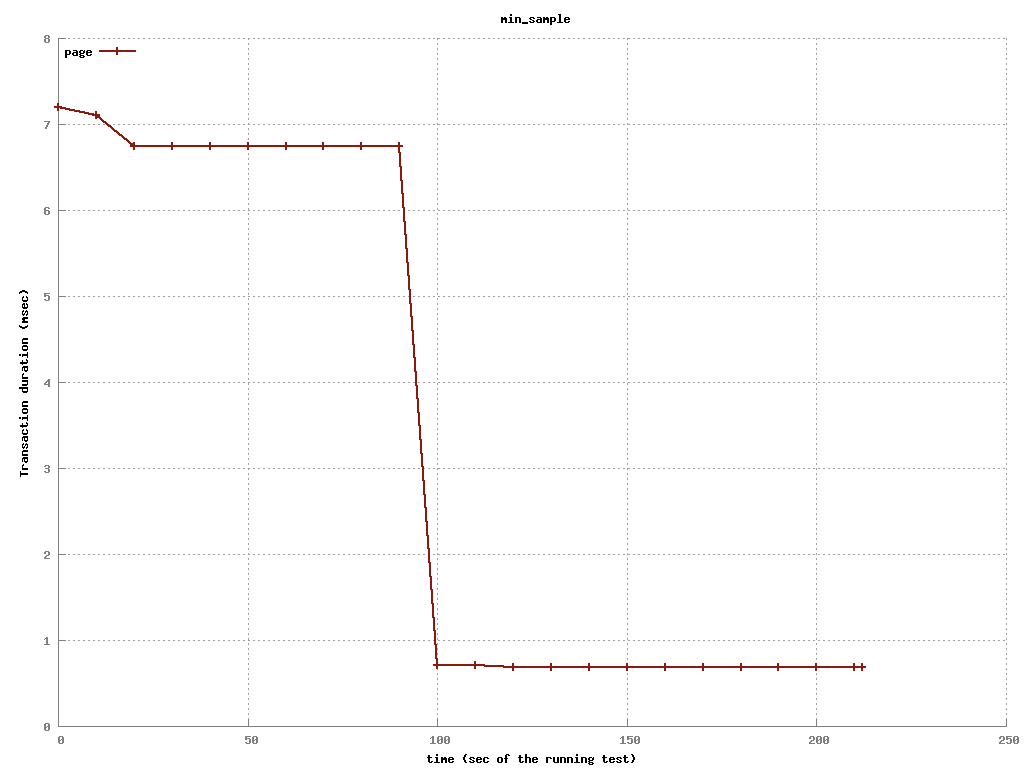 min_sample
page
8
7
6
5
4
3
2
1
0
Transaction duration (msec)
0 50 100 150 200 250
time (sec of the running test)